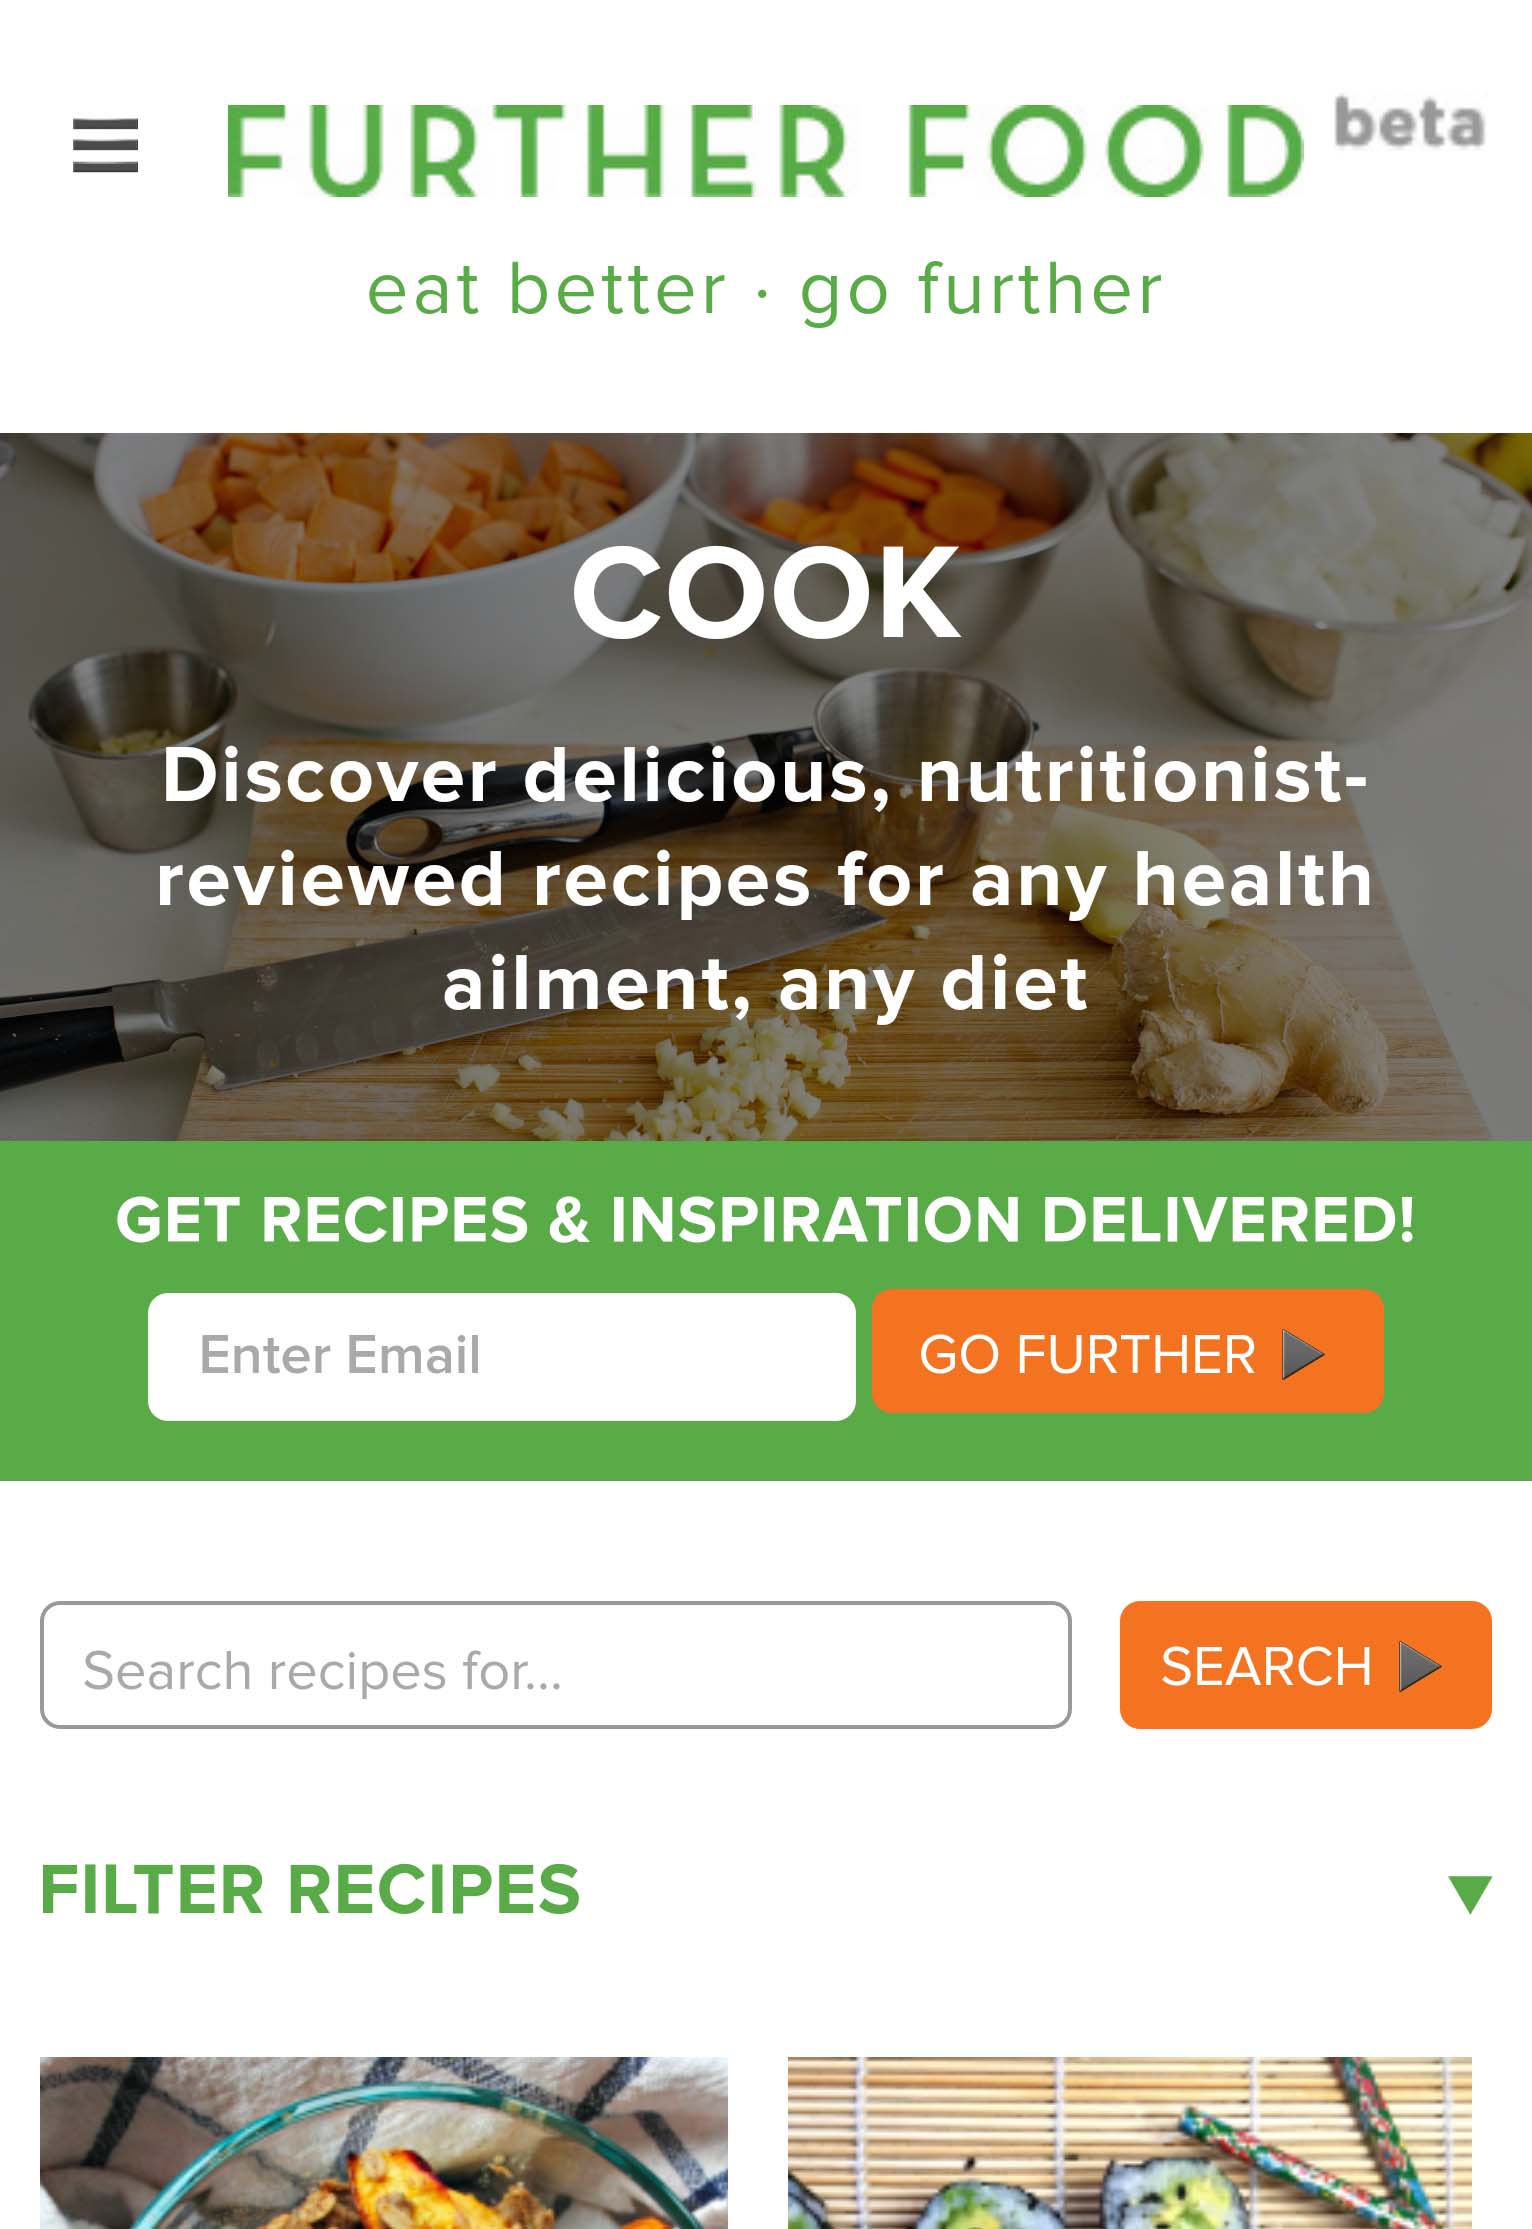 FURTHER FOOD beta
eat better · go further
COOK
Discover delicious, nutritionist-
reviewed recipes for any health
ailment, any diet
GET RECIPES & INSPIRATION DELIVERED!
Enter Email
GO FURTHER
Search recipes for...
SEARCH
FILTER RECIPES